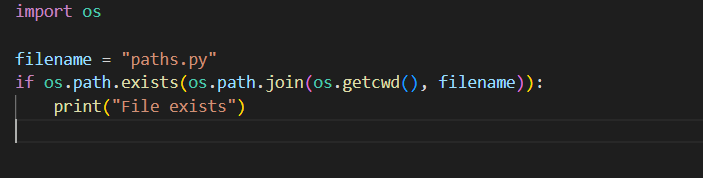 import os
filename = "paths.py"
if os.path.exists(os.path.join(os.getcwd(), filename)):
    print("File exists")